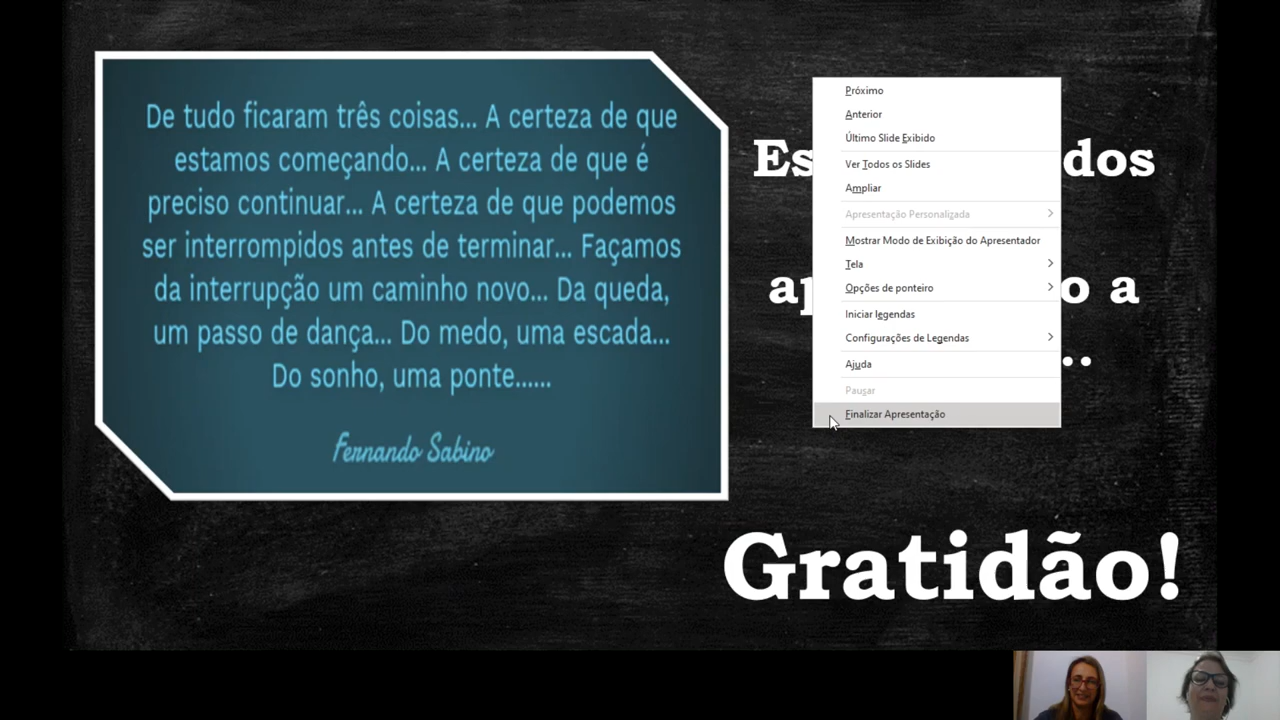 De tudo ficaram três coisas... A certeza de que
estamos começando... A certeza de que é
preciso continuar... A certeza de que podemos
ser interrompidos antes de terminar... Façamos
da interrupção um caminho novo... Da queda,
um passo de dança... Do medo, uma escada...
Do sonho, uma ponte......
Fernando Sabino
Próximo
Anterior
Último Slide Exibido
Ver Todos os Slides
Ampliar
Apresentação Personalizada
Mostrar Modo de Exibição do Apresentador
Tela
Opções de ponteiro
Iniciar legendas
Configurações de Legendas
Ajuda
Pausar
Finalizar Apresentação
Gratidão!